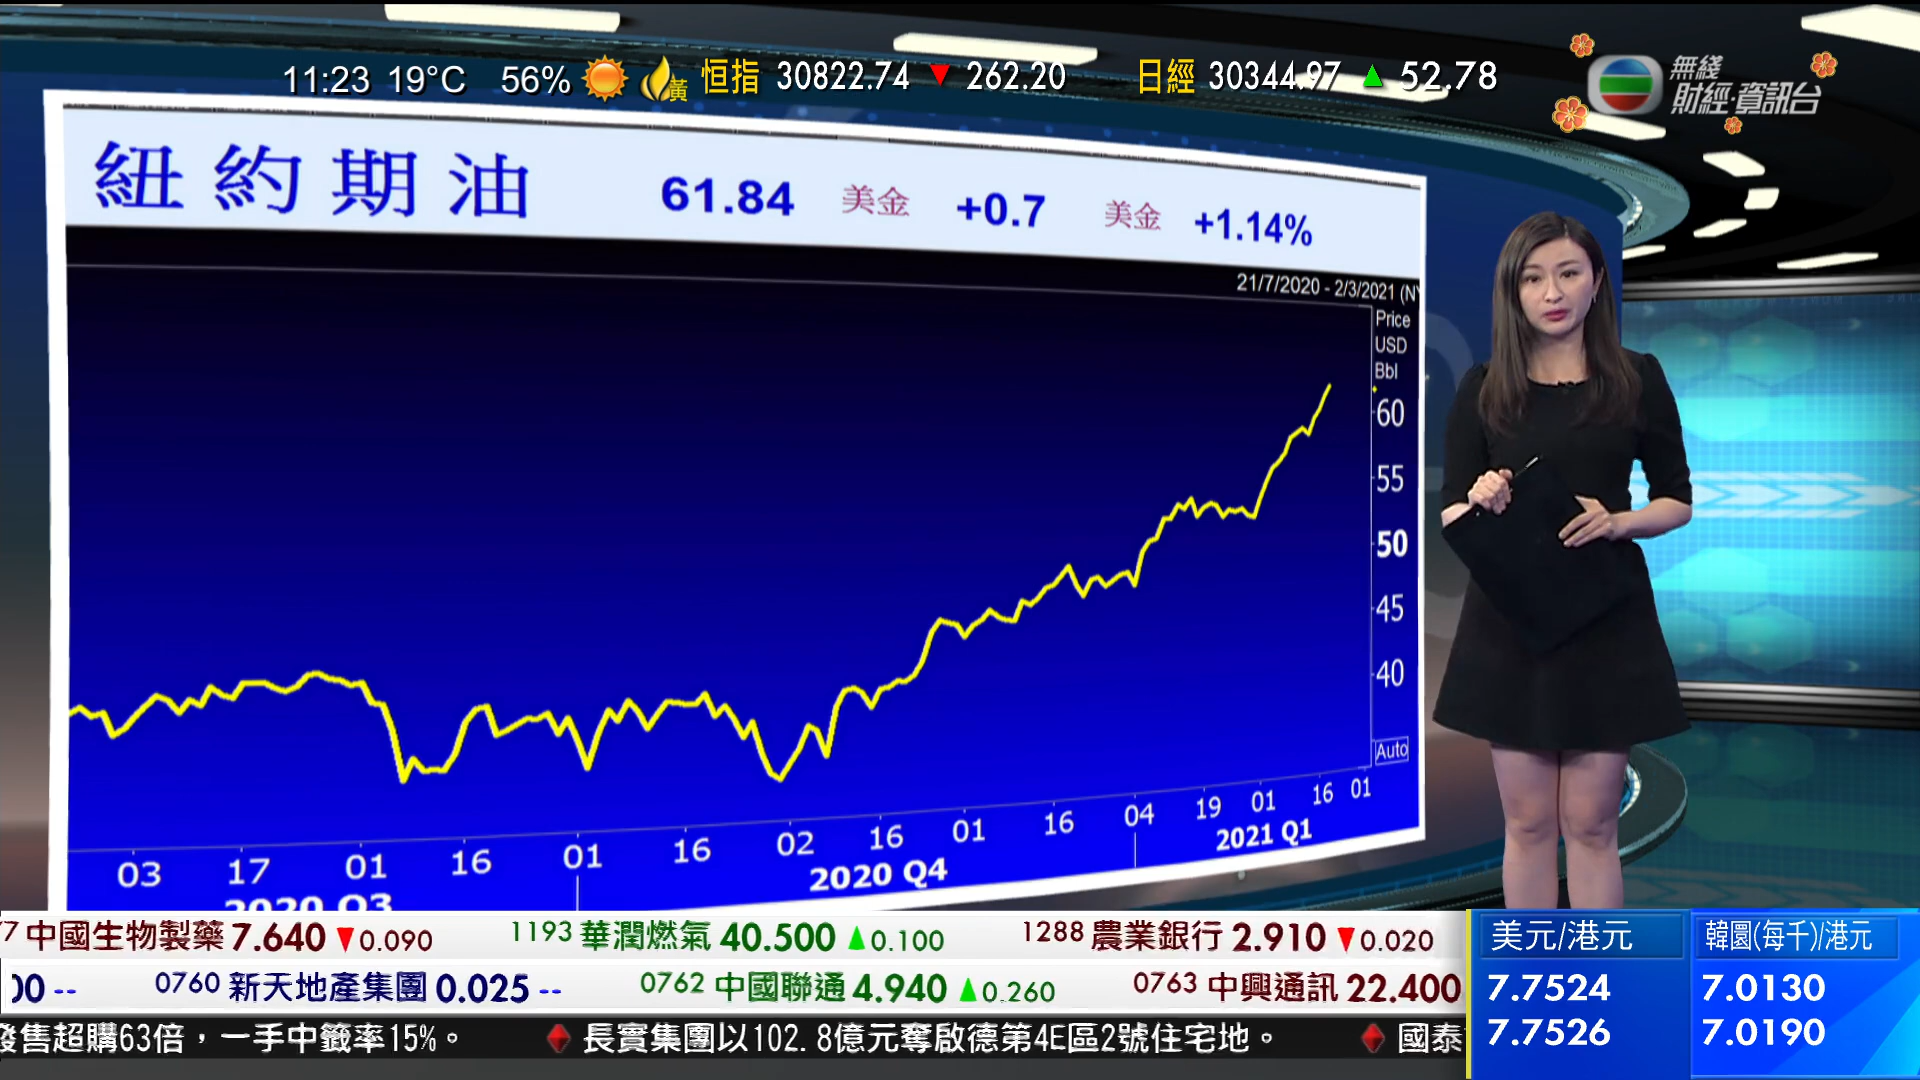 11:23 19°C 56% 黃 恒指 30822.74 ▼ 262.20 日經 30344.97 ▲ 52.78
無綫
財經·資訊台
紐約期油 61.84 美金 +0.7 美金 +1.14%
21/7/2020 - 2/3/2021 (NY
Price
USD
Bbl
60
55
50
45
40
Auto
03 17 01 16 01 16 02 16 01 16 04 19 01 16 01
2020 Q3 2020 Q4 2021 Q1
7 中國生物製藥 7.640 ▼ 0.090 1193 華潤燃氣 40.500 ▲ 0.100 1288 農業銀行 2.910 ▼ 0.020
00 -- 0760 新天地產集團 0.025 -- 0762 中國聯通 4.940 ▲ 0.260 0763 中興通訊 22.400
發售超購63倍，一手中籤率15%。 ♦ 長實集團以102.8億元奪啟德第4E區2號住宅地。 ♦ 國泰
美元/港元
7.7524
7.7526
韓圜(每千)/港元
7.0130
7.0190